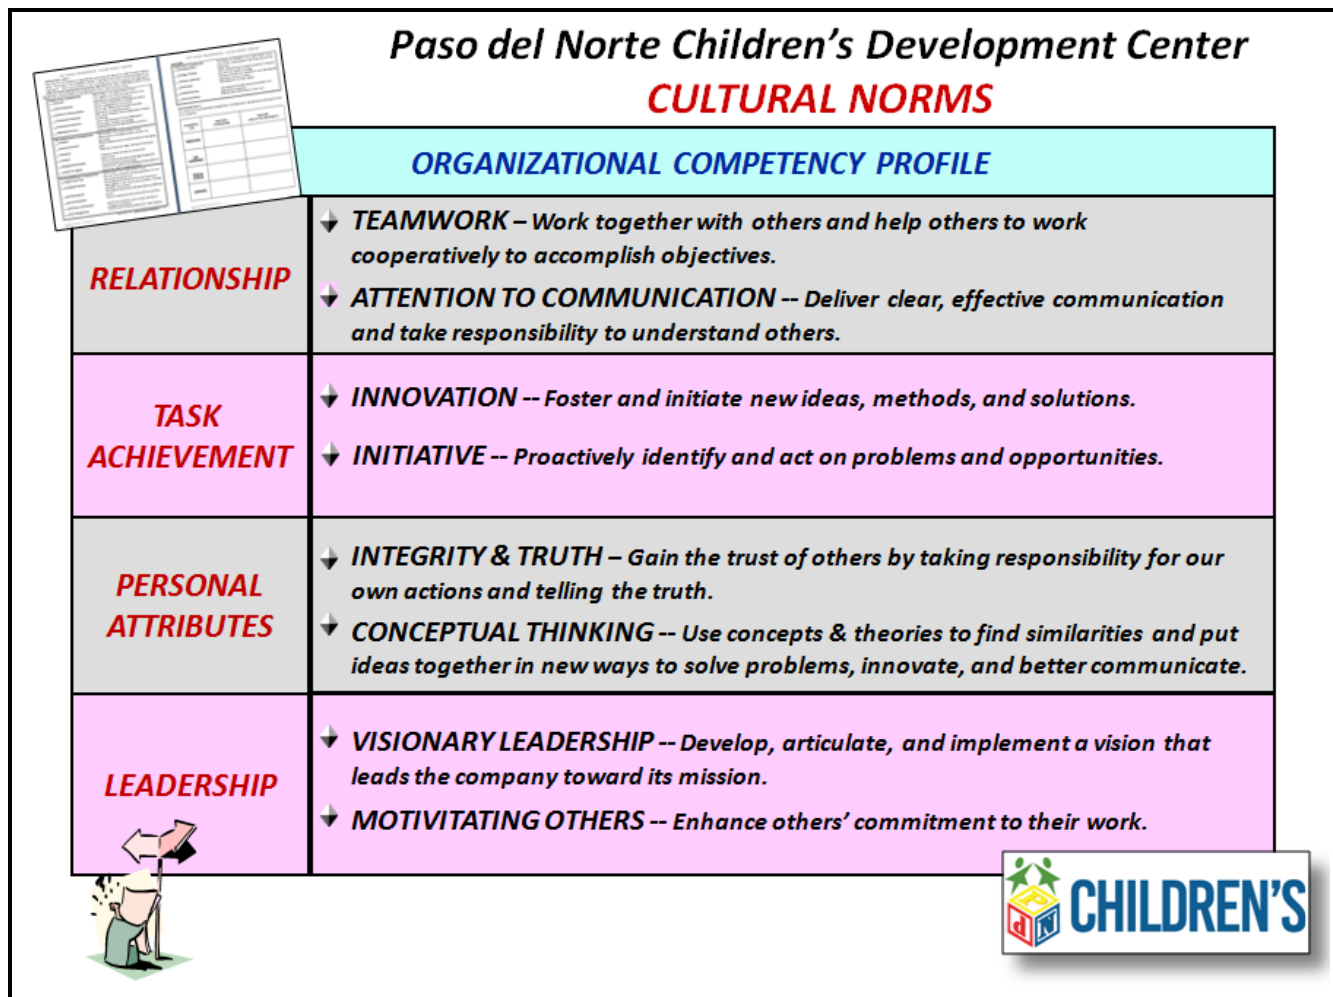 Paso del Norte Children’s Development Center
CULTURAL NORMS
ORGANIZATIONAL COMPETENCY PROFILE
RELATIONSHIP
TEAMWORK – Work together with others and help others to work
cooperatively to accomplish objectives.
ATTENTION TO COMMUNICATION -- Deliver clear, effective communication
and take responsibility to understand others.
TASK
ACHIEVEMENT
INNOVATION -- Foster and initiate new ideas, methods, and solutions.
INITIATIVE -- Proactively identify and act on problems and opportunities.
PERSONAL
ATTRIBUTES
INTEGRITY & TRUTH – Gain the trust of others by taking responsibility for our
own actions and telling the truth.
CONCEPTUAL THINKING -- Use concepts & theories to find similarities and put
ideas together in new ways to solve problems, innovate, and better communicate.
LEADERSHIP
VISIONARY LEADERSHIP -- Develop, articulate, and implement a vision that
leads the company toward its mission.
MOTIVITATING OTHERS -- Enhance others’ commitment to their work.
P d N
CHILDREN'S